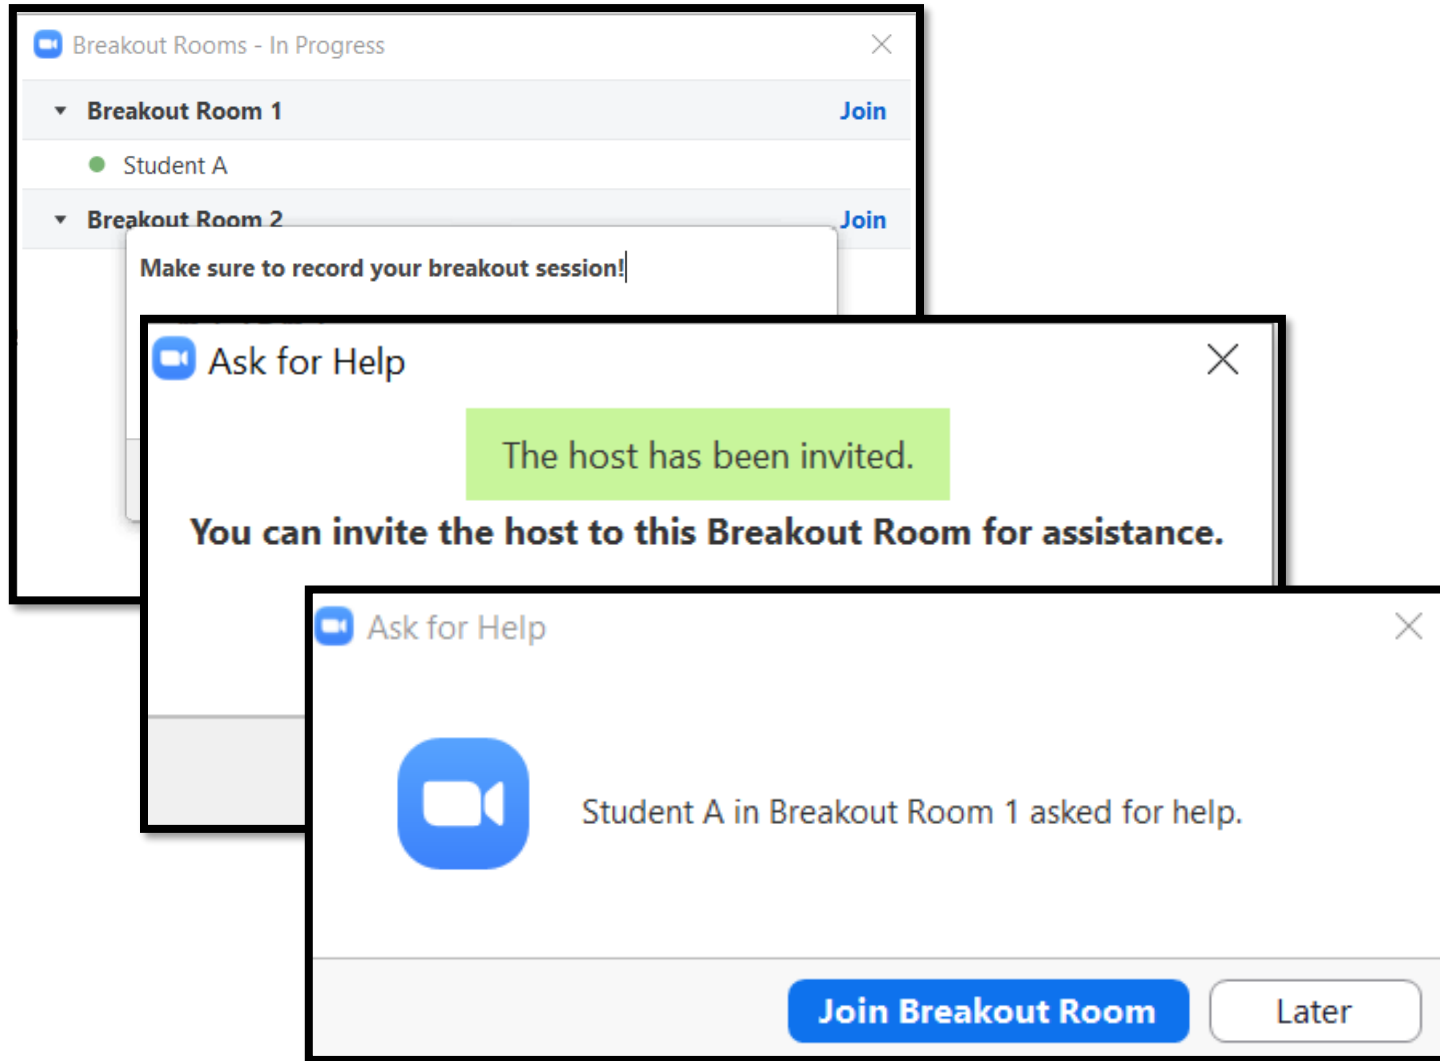 Breakout Rooms - In Progress
Breakout Room 1 Join
Student A
Breakout Room 2 Join
Make sure to record your breakout session!
Ask for Help
The host has been invited.
You can invite the host to this Breakout Room for assistance.
Ask for Help
Student A in Breakout Room 1 asked for help.
Join Breakout Room Later